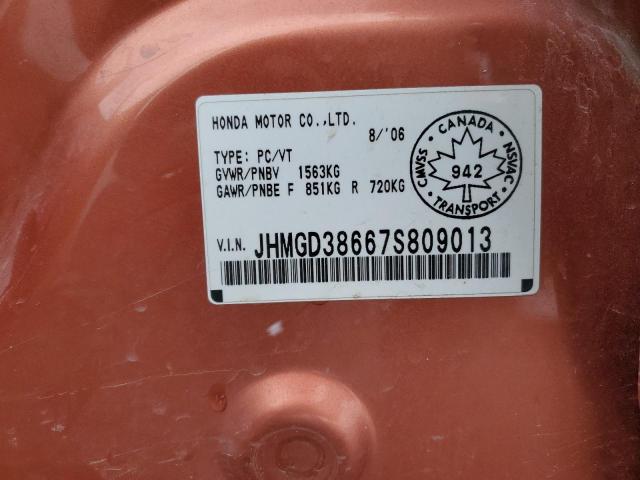 HONDA MOTOR CO.,LTD. 8/'06
TYPE: PC/VT
GVWR/PNBV 1563KG
GAWR/PNBE F 851KG R 720KG
CANADA
CMVSS 942 NSVAC
TRANSPORT
V.I.N. JHMGD38667S809013